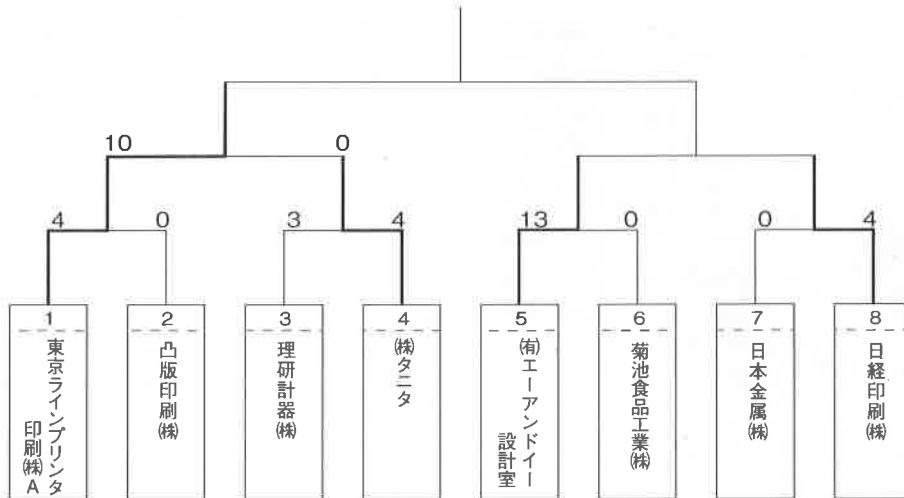 10 0
4 0 3 4 13 0 0 4
1 2 3 4 5 6 7 8
東京ラインプリンタ
印刷㈱A
凸版印刷㈱
理研計器㈱
㈱タニタ
㈲エーアンドイー
設計室
菊池食品工業㈱
日本金属㈱
日経印刷㈱